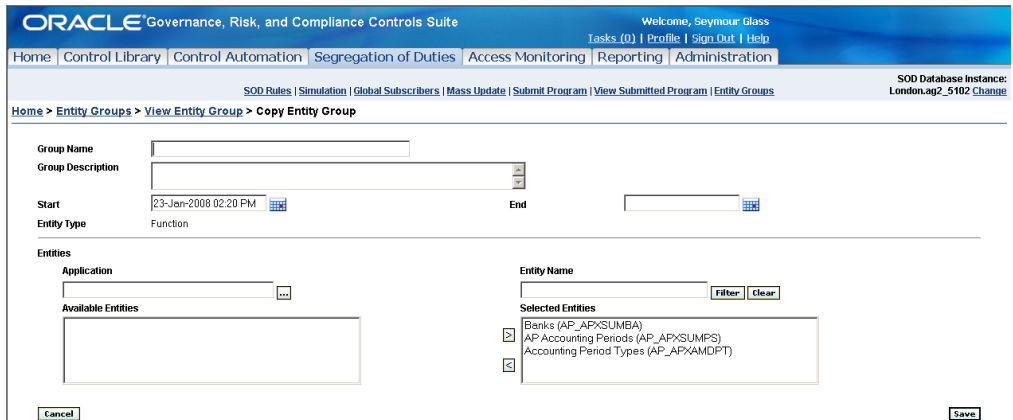 ORACLE Governance, Risk, and Compliance Controls Suite
Welcome, Seymour Glass
Tasks (0) | Profile | Sign Out | Help
Home Control Library Control Automation Segregation of Duties Access Monitoring Reporting Administration
SOD Rules | Simulation | Global Subscribers | Mass Update | Submit Program | View Submitted Program | Entity Groups
SOD Database Instance:
London.ag2_5102 Change
Home > Entity Groups > View Entity Group > Copy Entity Group
Group Name
Group Description
Start 23-Jan-2008 02:20 PM End
Entity Type Function
Entities
Application Entity Name
... Filter Clear
Available Entities Selected Entities
Banks (AP_APXSUMBA)
> AP Accounting Periods (AP_APXSUMPS)
Accounting Period Types (AP_APXAMDPT)
<
Cancel Save